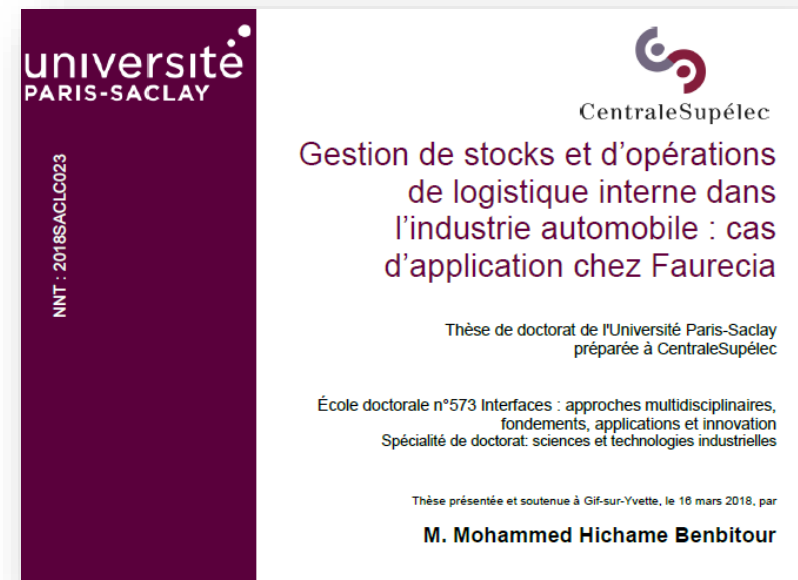 université
PARIS-SACLAY
CentraleSupélec
NNT : 2018SACLC023
Gestion de stocks et d'opérations
de logistique interne dans
l'industrie automobile : cas
d'application chez Faurecia
Thèse de doctorat de l'Université Paris-Saclay
préparée à CentraleSupélec
École doctorale n°573 Interfaces : approches multidisciplinaires,
fondements, applications et innovation
Spécialité de doctorat: sciences et technologies industrielles
Thèse présentée et soutenue à Gif-sur-Yvette, le 16 mars 2018, par
M. Mohammed Hichame Benbitour